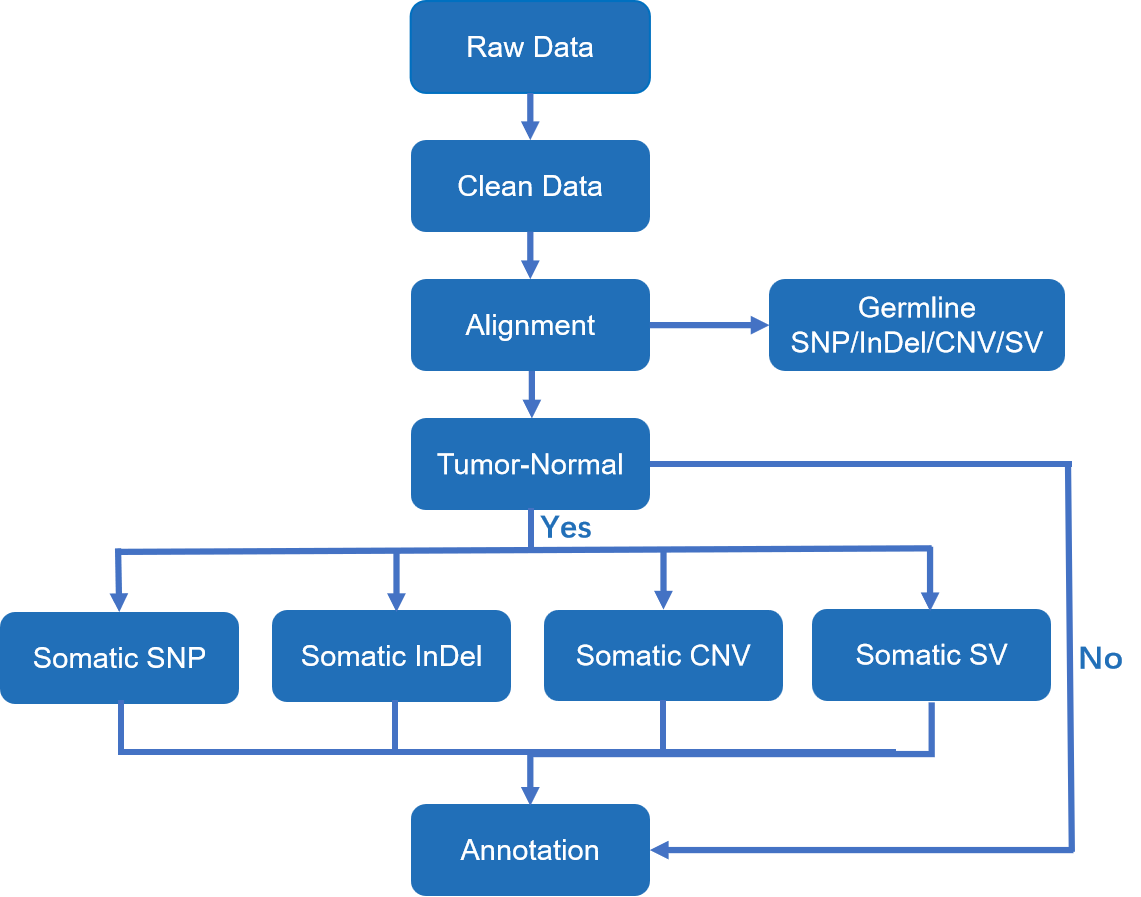 Raw Data
Clean Data
Alignment
Germline
SNP/InDel/CNV/SV
Tumor-Normal
Yes
Somatic SNP
Somatic InDel
Somatic CNV
Somatic SV
No
Annotation